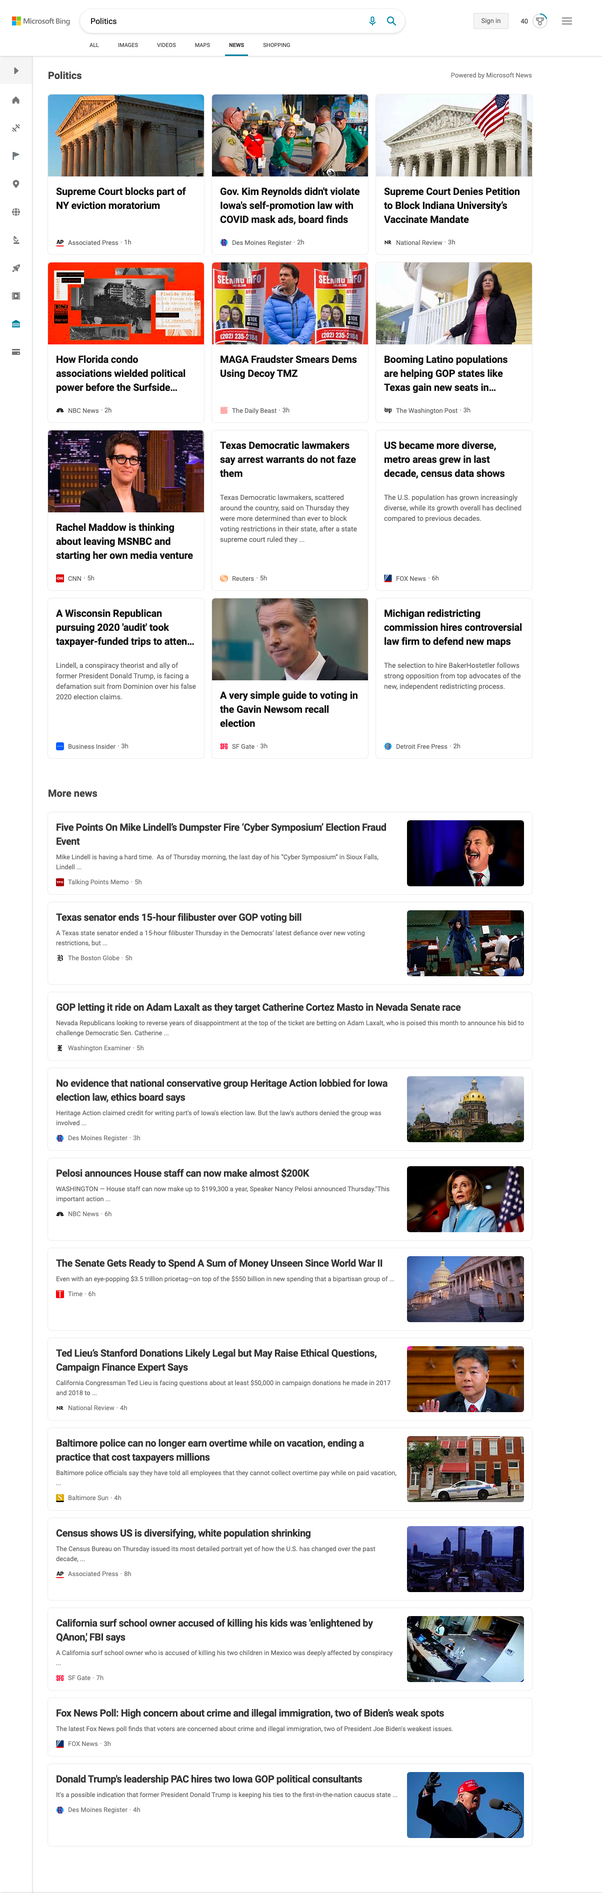 Microsoft Bing
Politics
Sign in
40
ALL
IMAGES
VIDEOS
MAPS
NEWS
SHOPPING
Politics
Powered by Microsoft News
Supreme Court blocks part of
NY eviction moratorium
AP Associated Press · 1h
Gov. Kim Reynolds didn't violate
Iowa's self-promotion law with
COVID mask ads, board finds
Des Moines Register · 2h
Supreme Court Denies Petition
to Block Indiana University's
Vaccinate Mandate
NR National Review · 3h
How Florida condo
associations wielded political
power before the Surfside...
NBC News · 2h
SEEKING INFO
(202) 235-2
MAGA Fraudster Smears Dems
Using Decoy TMZ
The Daily Beast · 3h
Booming Latino populations
are helping GOP states like
Texas gain new seats in...
wp The Washington Post · 3h
Rachel Maddow is thinking
about leaving MSNBC and
starting her own media venture
CNN CNN · 5h
Texas Democratic lawmakers
say arrest warrants do not faze
them
Texas Democratic lawmakers, scattered
around the country, said on Thursday they
were more determined than ever to block
voting restrictions in their state, after a state
supreme court ruled they ...
Reuters · 5h
US became more diverse,
metro areas grew in last
decade, census data shows
The U.S. population has grown increasingly
diverse, while its growth overall has declined
compared to previous decades.
FOX News · 6h
A Wisconsin Republican
pursuing 2020 'audit' took
taxpayer-funded trips to atten...
Lindell, a conspiracy theorist and ally of
former President Donald Trump, is facing a
defamation suit from Dominion over his false
2020 election claims.
Business Insider · 3h
A very simple guide to voting in
the Gavin Newsom recall
election
SF Gate · 3h
Michigan redistricting
commission hires controversial
law firm to defend new maps
The selection to hire BakerHostetler follows
strong opposition from top advocates of the
new, independent redistricting process.
Detroit Free Press · 2h
More news
Five Points On Mike Lindell's Dumpster Fire 'Cyber Symposium' Election Fraud
Event
Mike Lindell is having a hard time. As of Thursday morning, the last day of his "Cyber Symposium" in Sioux Falls,
Lindell ...
TPM Talking Points Memo · 5h
Texas senator ends 15-hour filibuster over GOP voting bill
A Texas state senator ended a 15-hour filibuster Thursday in the Democrats' latest defiance over new voting
restrictions, but ...
B The Boston Globe · 5h
GOP letting it ride on Adam Laxalt as they target Catherine Cortez Masto in Nevada Senate race
Nevada Republicans looking to reverse years of disappointment at the top of the ticket are betting on Adam Laxalt, who is poised this month to announce his bid to
challenge Democratic Sen. Catherine ...
Washington Examiner · 5h
No evidence that national conservative group Heritage Action lobbied for Iowa
election law, ethics board says
Heritage Action claimed credit for writing part's of Iowa's election law. But the law's authors denied the group was
involved ...
Des Moines Register · 3h
Pelosi announces House staff can now make almost $200K
WASHINGTON — House staff can now make up to $199,300 a year, Speaker Nancy Pelosi announced Thursday."This
important action ...
NBC News · 6h
The Senate Gets Ready to Spend A Sum of Money Unseen Since World War II
Even with an eye-popping $3.5 trillion pricetag—on top of the $550 billion in new spending that a bipartisan group of ...
T Time · 6h
Ted Lieu's Stanford Donations Likely Legal but May Raise Ethical Questions,
Campaign Finance Expert Says
California Congressman Ted Lieu is facing questions about at least $50,000 in campaign donations he made in 2017
and 2018 to ...
NR National Review · 4h
Baltimore police can no longer earn overtime while on vacation, ending a
practice that cost taxpayers millions
Baltimore police officials say they have told all employees that they cannot collect overtime pay while on paid vacation,
...
Baltimore Sun · 4h
Census shows US is diversifying, white population shrinking
The Census Bureau on Thursday issued its most detailed portrait yet of how the U.S. has changed over the past
decade, ...
AP Associated Press · 8h
California surf school owner accused of killing his kids was 'enlightened by
QAnon,' FBI says
A California surf school owner who is accused of killing his two children in Mexico was deeply affected by conspiracy
...
SF Gate · 7h
Fox News Poll: High concern about crime and illegal immigration, two of Biden's weak spots
The latest Fox News poll finds that voters are concerned about crime and illegal immigration, two of President Joe Biden's weakest issues.
FOX News · 3h
Donald Trump's leadership PAC hires two Iowa GOP political consultants
It's a possible indication that former President Donald Trump is keeping his ties to the first-in-the-nation caucus state ...
Des Moines Register · 4h